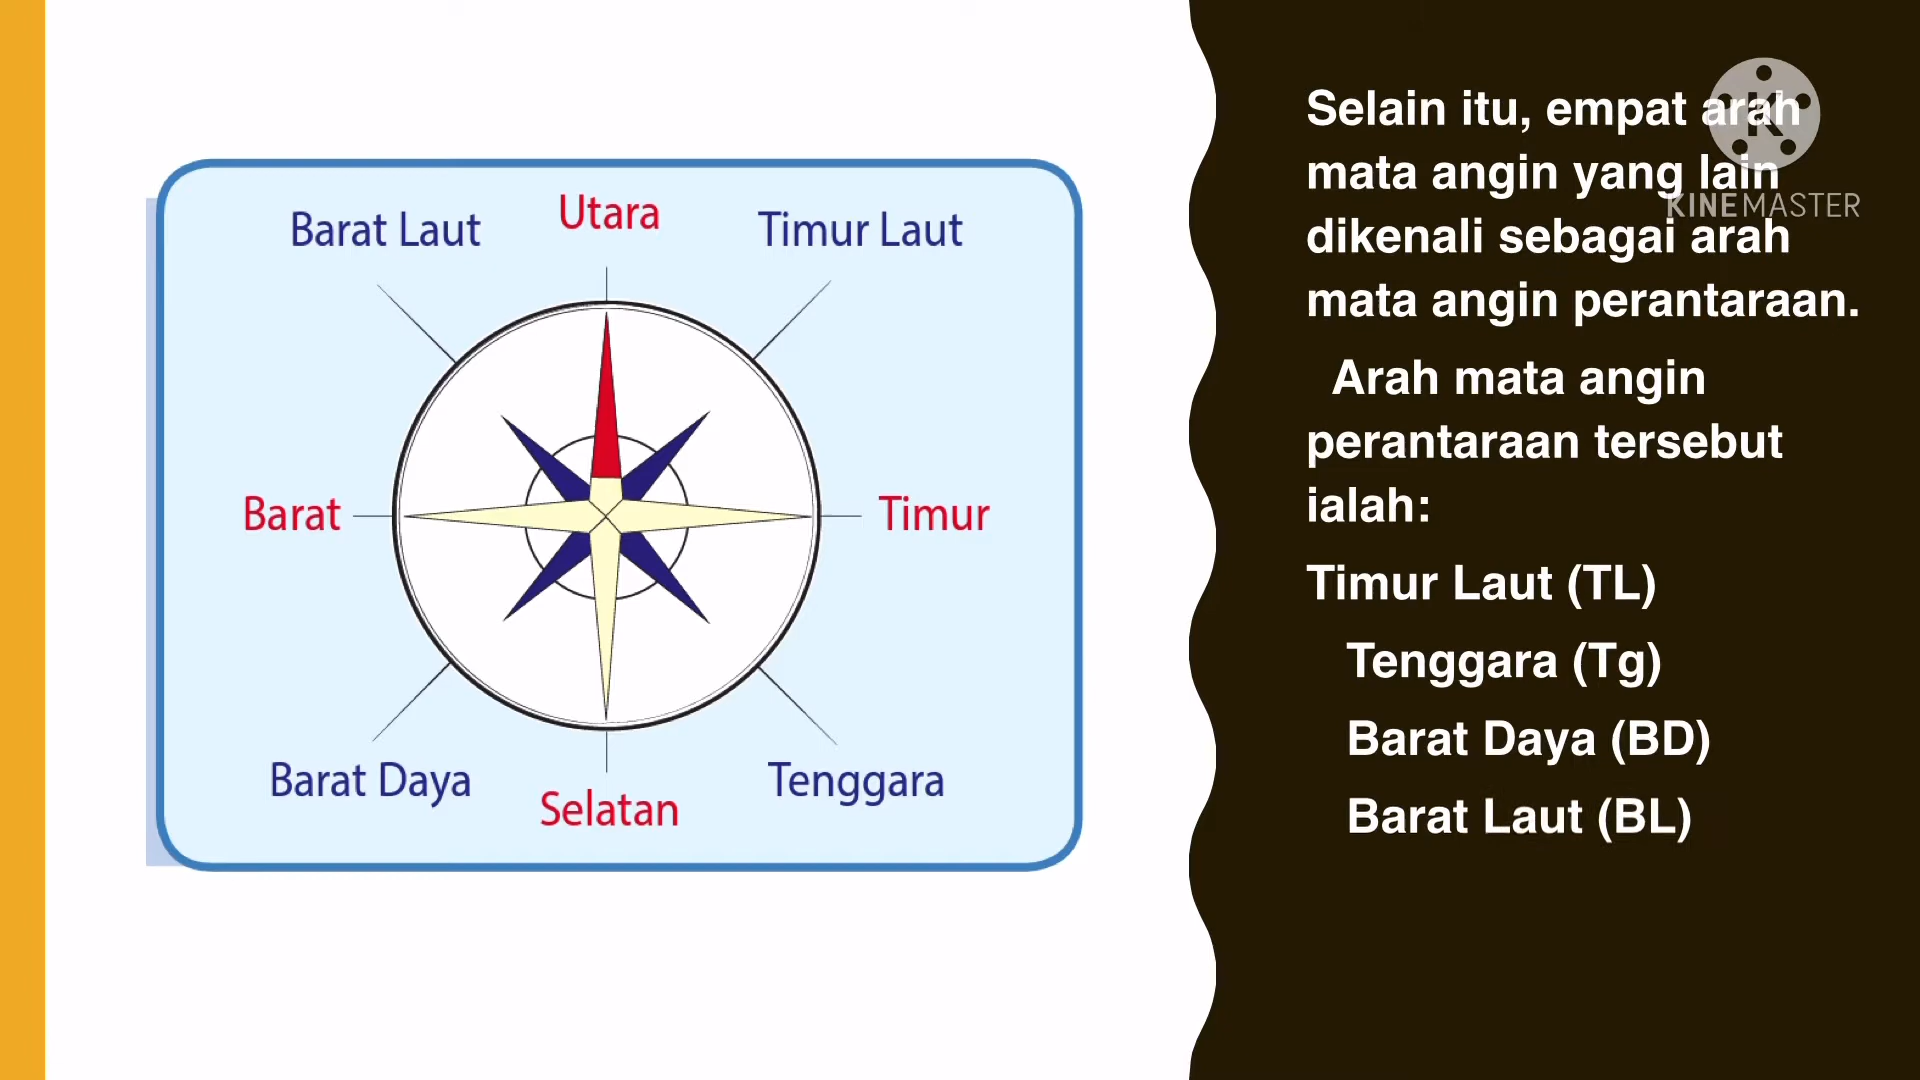 Barat Laut
Utara
Timur Laut
Barat
Timur
Barat Daya
Selatan
Tenggara
Selain itu, empat arah
mata angin yang lain
dikenali sebagai arah
mata angin perantaraan.
Arah mata angin
perantaraan tersebut
ialah:
Timur Laut (TL)
Tenggara (Tg)
Barat Daya (BD)
Barat Laut (BL)
K
KINEMASTER